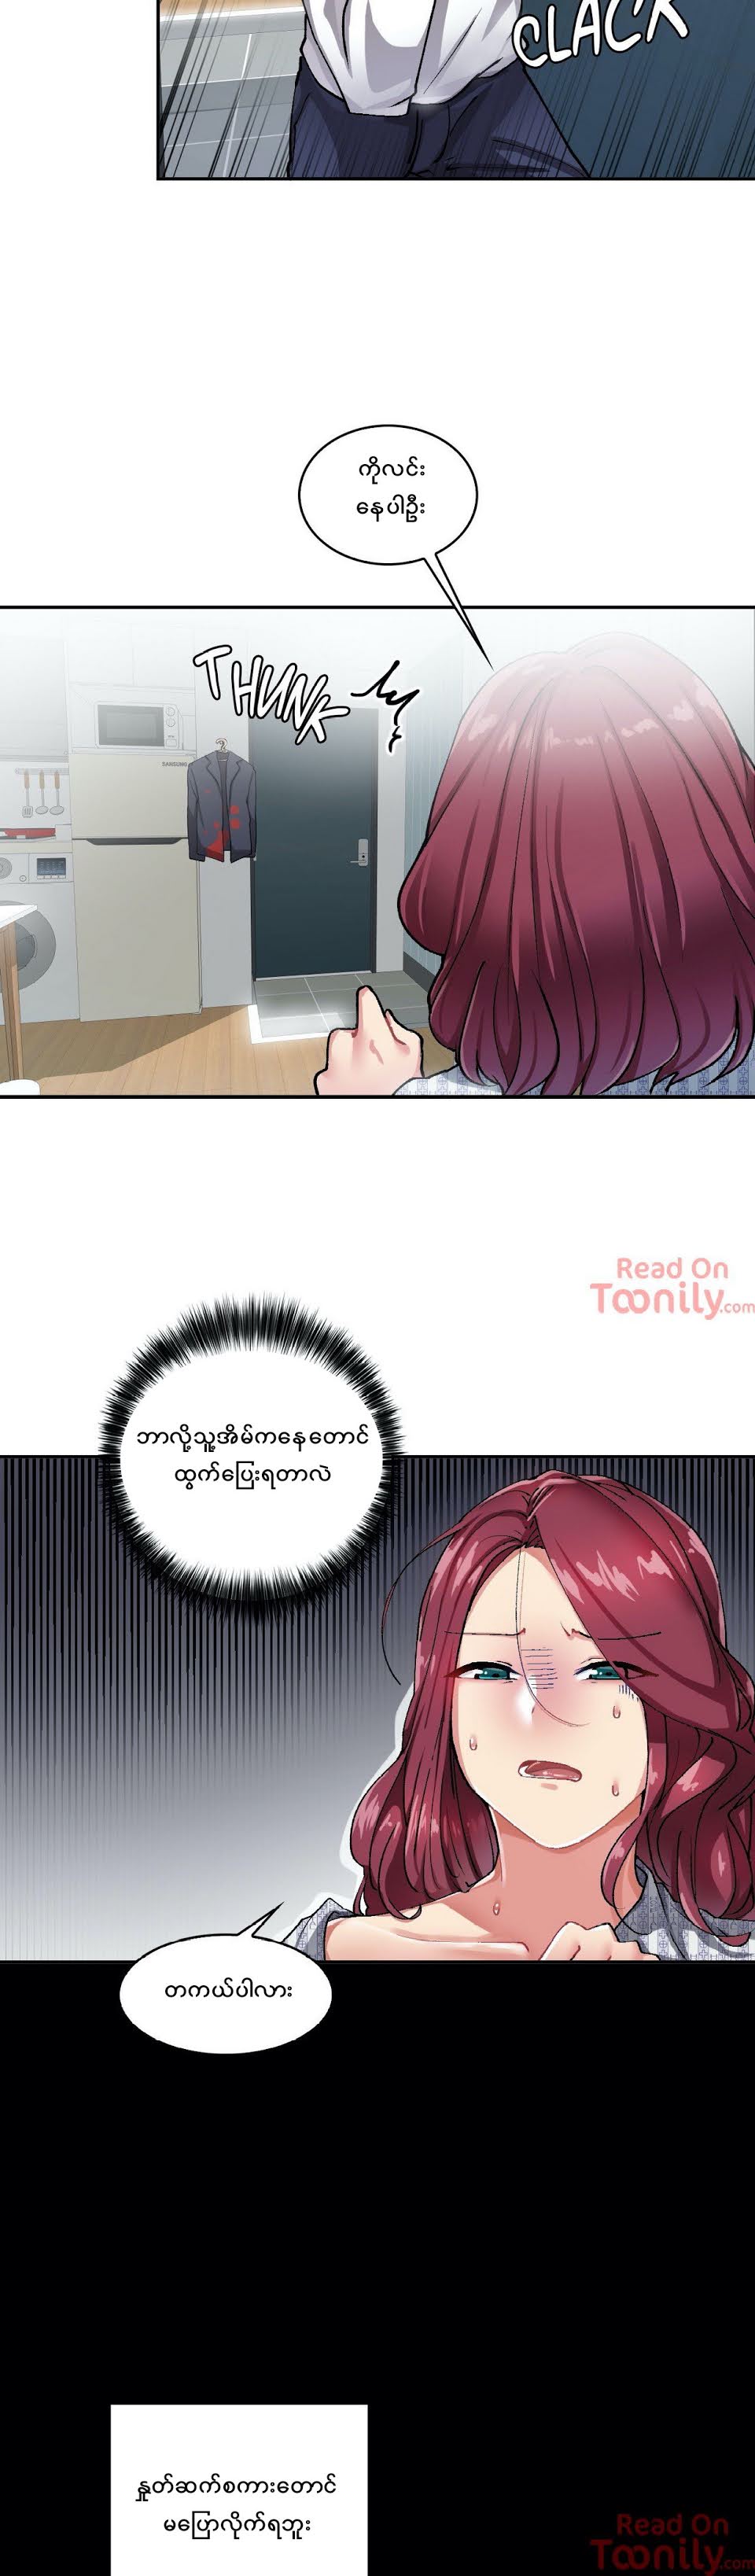 CLACK
ကိုလင်း
နေပါဦး
THUNK
SAMSUNG
Read On
Toonily.com
ဘာလို့သူ့အိမ်ကနေတောင်
ထွက်ပြေးရတာလဲ
တကယ်ပါလား
နှုတ်ဆက်စကားတောင်
မပြောလိုက်ရဘူး
Read On
Toonily.com